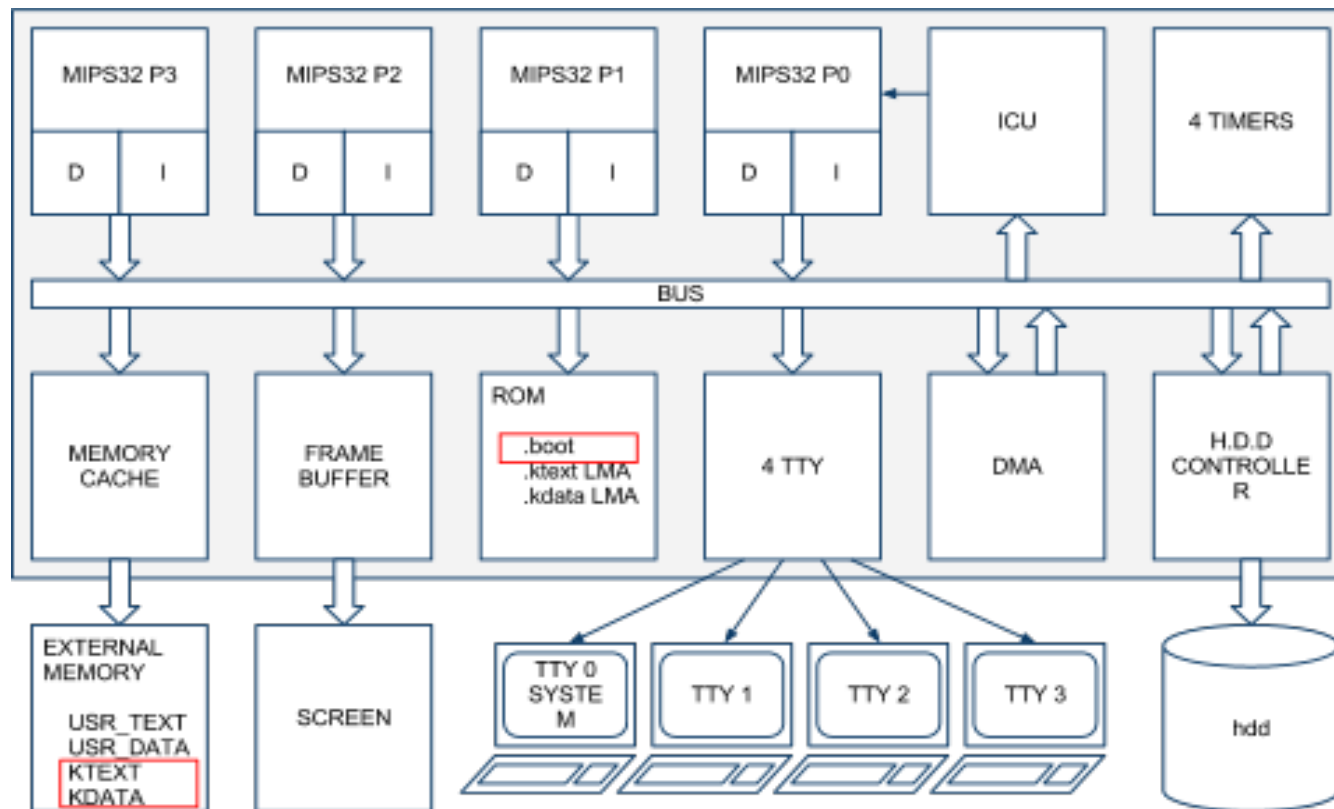 MIPS32 P3
MIPS32 P2
MIPS32 P1
MIPS32 P0
ICU
4 TIMERS
D
I
D
I
D
I
D
I
BUS
MEMORY
CACHE
FRAME
BUFFER
ROM
.boot
.ktext LMA
.kdata LMA
4 TTY
DMA
H.D.D
CONTROLLE
R
EXTERNAL
MEMORY
USR_TEXT
USR_DATA
KTEXT
KDATA
SCREEN
TTY 0
SYSTE
M
TTY 1
TTY 2
TTY 3
hdd